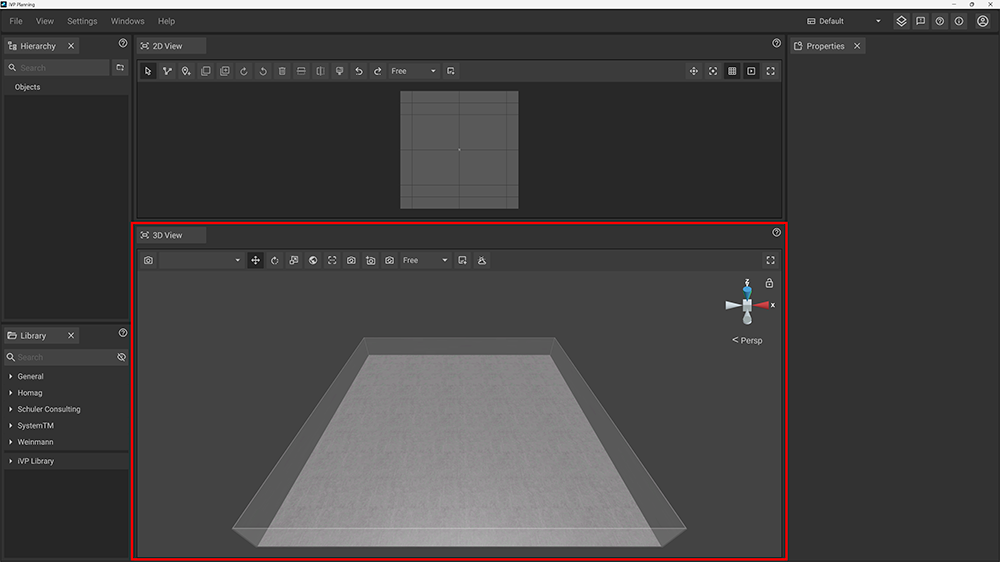 iVP Planning
File View Settings Windows Help Default
Hierarchy
Search
Objects
2D View
Free
3D View
Free
Z
X
< Persp
Library
Search
General
Homag
Schuler Consulting
SystemTM
Weinmann
iVP Library
Properties